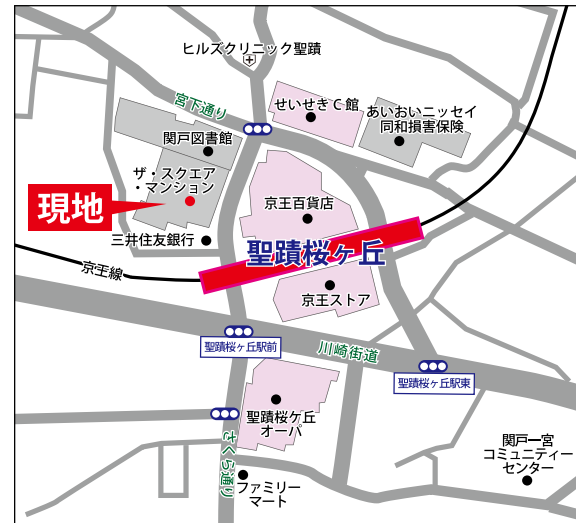 ヒルズクリニック聖蹟
宮下通り
せいせきC館
あいおいニッセイ
同和損害保険
関戸図書館
ザ・スクエア
・マンション
現地
京王百貨店
三井住友銀行
聖蹟桜ヶ丘
京王線
京王ストア
聖蹟桜ヶ丘駅前
川崎街道
聖蹟桜ヶ丘駅東
聖蹟桜ケ丘
オーパ
さくら通り
関戸一宮
コミュニティー
センター
ファミリー
マート